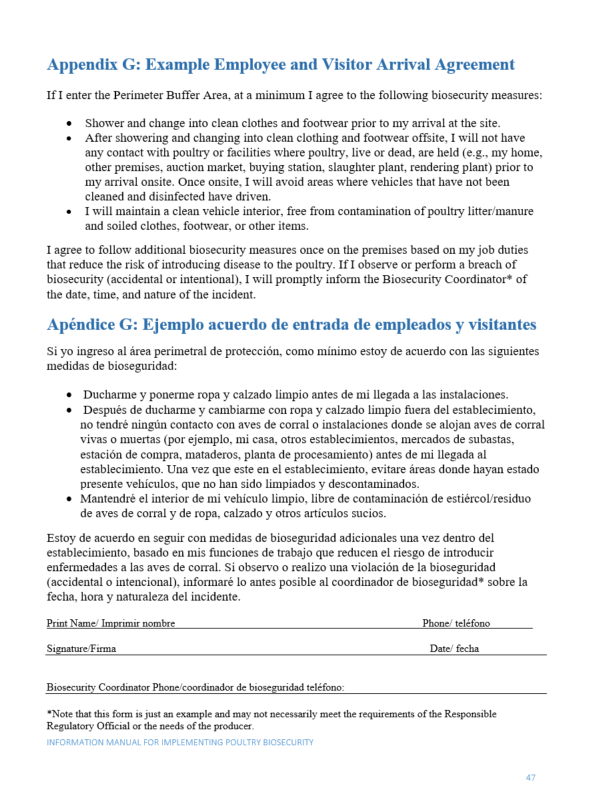 Appendix G: Example Employee and Visitor Arrival Agreement
If I enter the Perimeter Buffer Area, at a minimum I agree to the following biosecurity measures:
• Shower and change into clean clothes and footwear prior to my arrival at the site.
• After showering and changing into clean clothing and footwear offsite, I will not have
any contact with poultry or facilities where poultry, live or dead, are held (e.g., my home,
other premises, auction market, buying station, slaughter plant, rendering plant) prior to
my arrival onsite. Once onsite, I will avoid areas where vehicles that have not been
cleaned and disinfected have driven.
• I will maintain a clean vehicle interior, free from contamination of poultry litter/manure
and soiled clothes, footwear, or other items.
I agree to follow additional biosecurity measures once on the premises based on my job duties
that reduce the risk of introducing disease to the poultry. If I observe or perform a breach of
biosecurity (accidental or intentional), I will promptly inform the Biosecurity Coordinator* of
the date, time, and nature of the incident.
Apéndice G: Ejemplo acuerdo de entrada de empleados y visitantes
Si yo ingreso al área perimetral de protección, como mínimo estoy de acuerdo con las siguientes
medidas de bioseguridad:
• Ducharme y ponerme ropa y calzado limpio antes de mi llegada a las instalaciones.
• Después de ducharme y cambiarme con ropa y calzado limpio fuera del establecimiento,
no tendré ningún contacto con aves de corral o instalaciones donde se alojan aves de corral
vivas o muertas (por ejemplo, mi casa, otros establecimientos, mercados de subastas,
estación de compra, mataderos, planta de procesamiento) antes de mi llegada al
establecimiento. Una vez que este en el establecimiento, evitare áreas donde hayan estado
presente vehículos, que no han sido limpiados y descontaminados.
• Mantendré el interior de mi vehículo limpio, libre de contaminación de estiércol/residuo
de aves de corral y de ropa, calzado y otros artículos sucios.
Estoy de acuerdo en seguir con medidas de bioseguridad adicionales una vez dentro del
establecimiento, basado en mis funciones de trabajo que reducen el riesgo de introducir
enfermedades a las aves de corral. Si observo o realizo una violación de la bioseguridad
(accidental o intencional), informaré lo antes posible al coordinador de bioseguridad* sobre la
fecha, hora y naturaleza del incidente.
Print Name/ Imprimir nombre Phone/ teléfono
Signature/Firma Date/ fecha
Biosecurity Coordinator Phone/coordinador de bioseguridad teléfono:
*Note that this form is just an example and may not necessarily meet the requirements of the Responsible
Regulatory Official or the needs of the producer.
INFORMATION MANUAL FOR IMPLEMENTING POULTRY BIOSECURITY
47